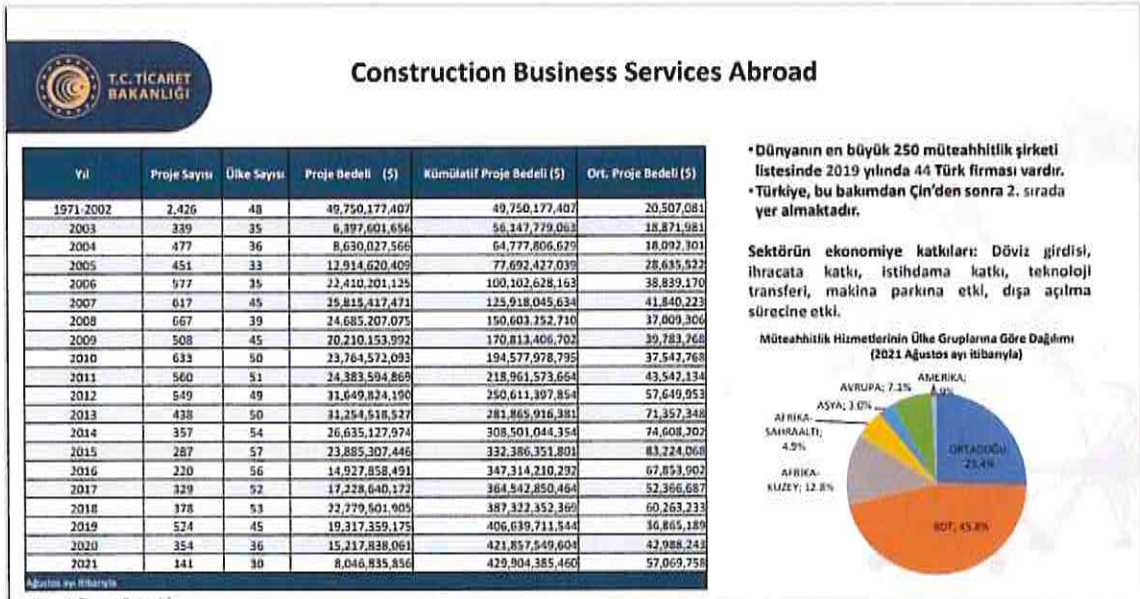 T.C. TİCARET
BAKANLIĞI
Construction Business Services Abroad
Yıl Proje Sayısı Ülke Sayısı Proje Bedeli ($) Kümülatif Proje Bedeli ($) Ort. Proje Bedeli ($)
1971-2002 2,426 48 49,750,177,407 49,750,177,407 20,507,081
2003 339 35 6,397,601,656 56,147,779,063 18,871,981
2004 477 36 8,630,027,566 64,777,806,629 18,092,301
2005 451 33 12,914,620,409 77,692,427,039 28,635,522
2006 577 35 22,410,201,125 100,102,628,163 38,839,170
2007 617 45 25,815,417,471 125,918,045,634 41,840,223
2008 667 39 24,685,207,075 150,603,252,710 37,009,306
2009 508 45 20,210,153,992 170,813,406,702 39,783,768
2010 633 50 23,764,572,093 194,577,978,795 37,542,768
2011 560 51 24,383,594,869 218,961,573,664 43,542,134
2012 549 49 31,649,824,190 250,611,397,854 57,649,953
2013 438 50 31,254,518,527 281,865,916,381 71,357,348
2014 357 54 26,635,127,974 308,501,044,354 74,608,202
2015 287 57 23,885,307,446 332,386,351,801 83,224,068
2016 220 56 14,927,858,491 347,314,210,292 67,853,902
2017 329 52 17,228,640,172 364,542,850,464 52,366,687
2018 378 53 22,779,501,905 387,322,352,369 60,263,233
2019 524 45 19,317,359,175 406,639,711,544 36,865,189
2020 354 36 15,217,838,061 421,857,549,604 42,988,243
2021 141 30 8,046,835,856 429,904,385,460 57,069,758
Ağustos ayı itibarıyla
•Dünyanın en büyük 250 müteahhitlik şirketi
listesinde 2019 yılında 44 Türk firması vardır.
•Türkiye, bu bakımdan Çin'den sonra 2. sırada
yer almaktadır.
Sektörün ekonomiye katkıları: Döviz girdisi,
ihracata katkı, istihdama katkı, teknoloji
transferi, makina parkına etki, dışa açılma
sürecine etki.
Müteahhitlik Hizmetlerinin Ülke Gruplarına Göre Dağılımı
(2021 Ağustos ayı itibarıyla)
AMERİKA;
AVRUPA; 7.1%
ASYA; 3.0%
AFRİKA-
SAHRAALTI;
4.9%
ORTADOĞU;
AFRİKA-
KUZEY; 12.8%
BDT; 45.8%